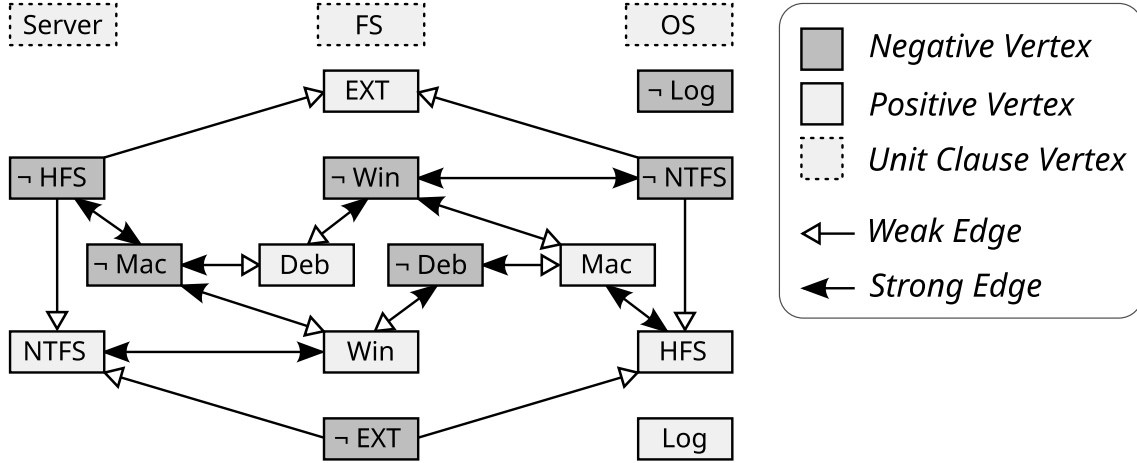 Server FS OS
EXT ¬ Log
¬ HFS ¬ Win ¬ NTFS
¬ Mac Deb ¬ Deb Mac
NTFS Win HFS
¬ EXT Log
Negative Vertex
Positive Vertex
Unit Clause Vertex
Weak Edge
Strong Edge